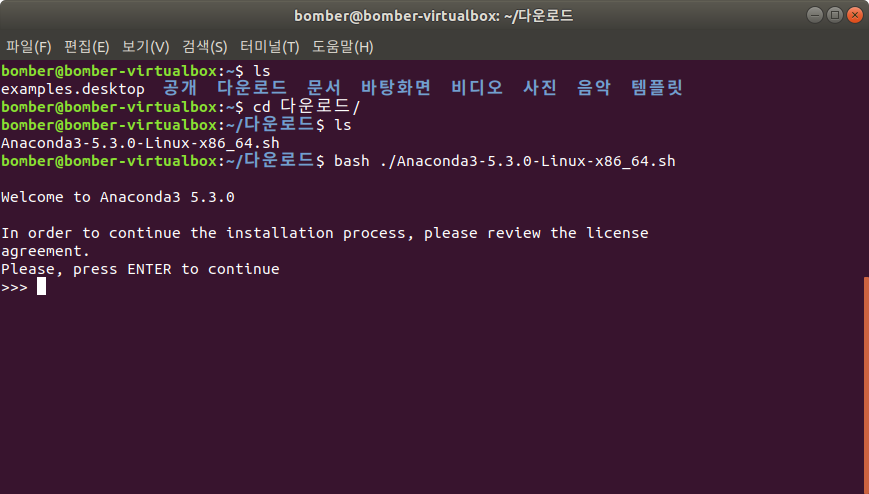 bomber@bomber-virtualbox: ~/다운로드
파일(F) 편집(E) 보기(V) 검색(S) 터미널(T) 도움말(H)
bomber@bomber-virtualbox:~$ ls
examples.desktop 공개 다운로드 문서 바탕화면 비디오 사진 음악 템플릿
bomber@bomber-virtualbox:~$ cd 다운로드/
bomber@bomber-virtualbox:~/다운로드$ ls
Anaconda3-5.3.0-Linux-x86_64.sh
bomber@bomber-virtualbox:~/다운로드$ bash ./Anaconda3-5.3.0-Linux-x86_64.sh
Welcome to Anaconda3 5.3.0
In order to continue the installation process, please review the license
agreement.
Please, press ENTER to continue
>>>